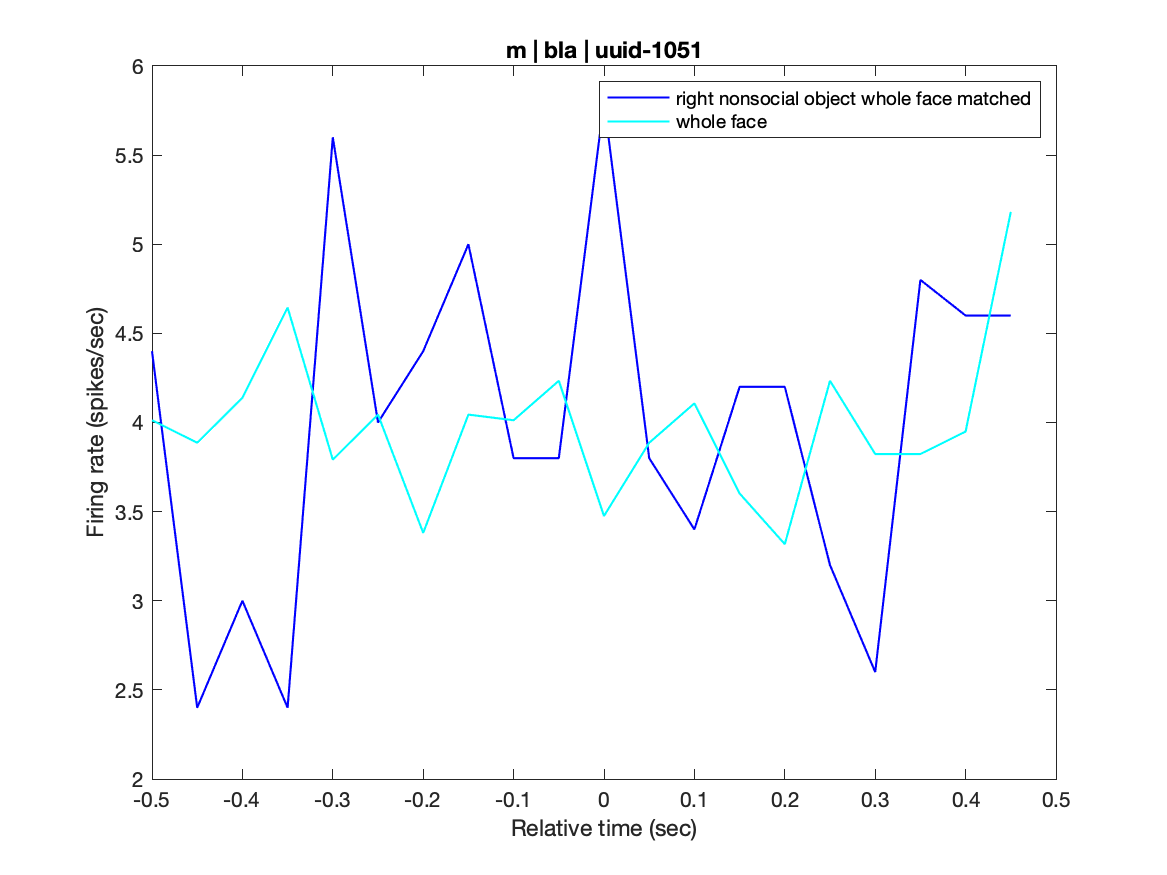 m | bla | uuid-1051
right nonsocial object whole face matched
whole face
6
5.5
5
4.5
4
3.5
3
2.5
2
Firing rate (spikes/sec)
-0.5 -0.4 -0.3 -0.2 -0.1 0 0.1 0.2 0.3 0.4 0.5
Relative time (sec)